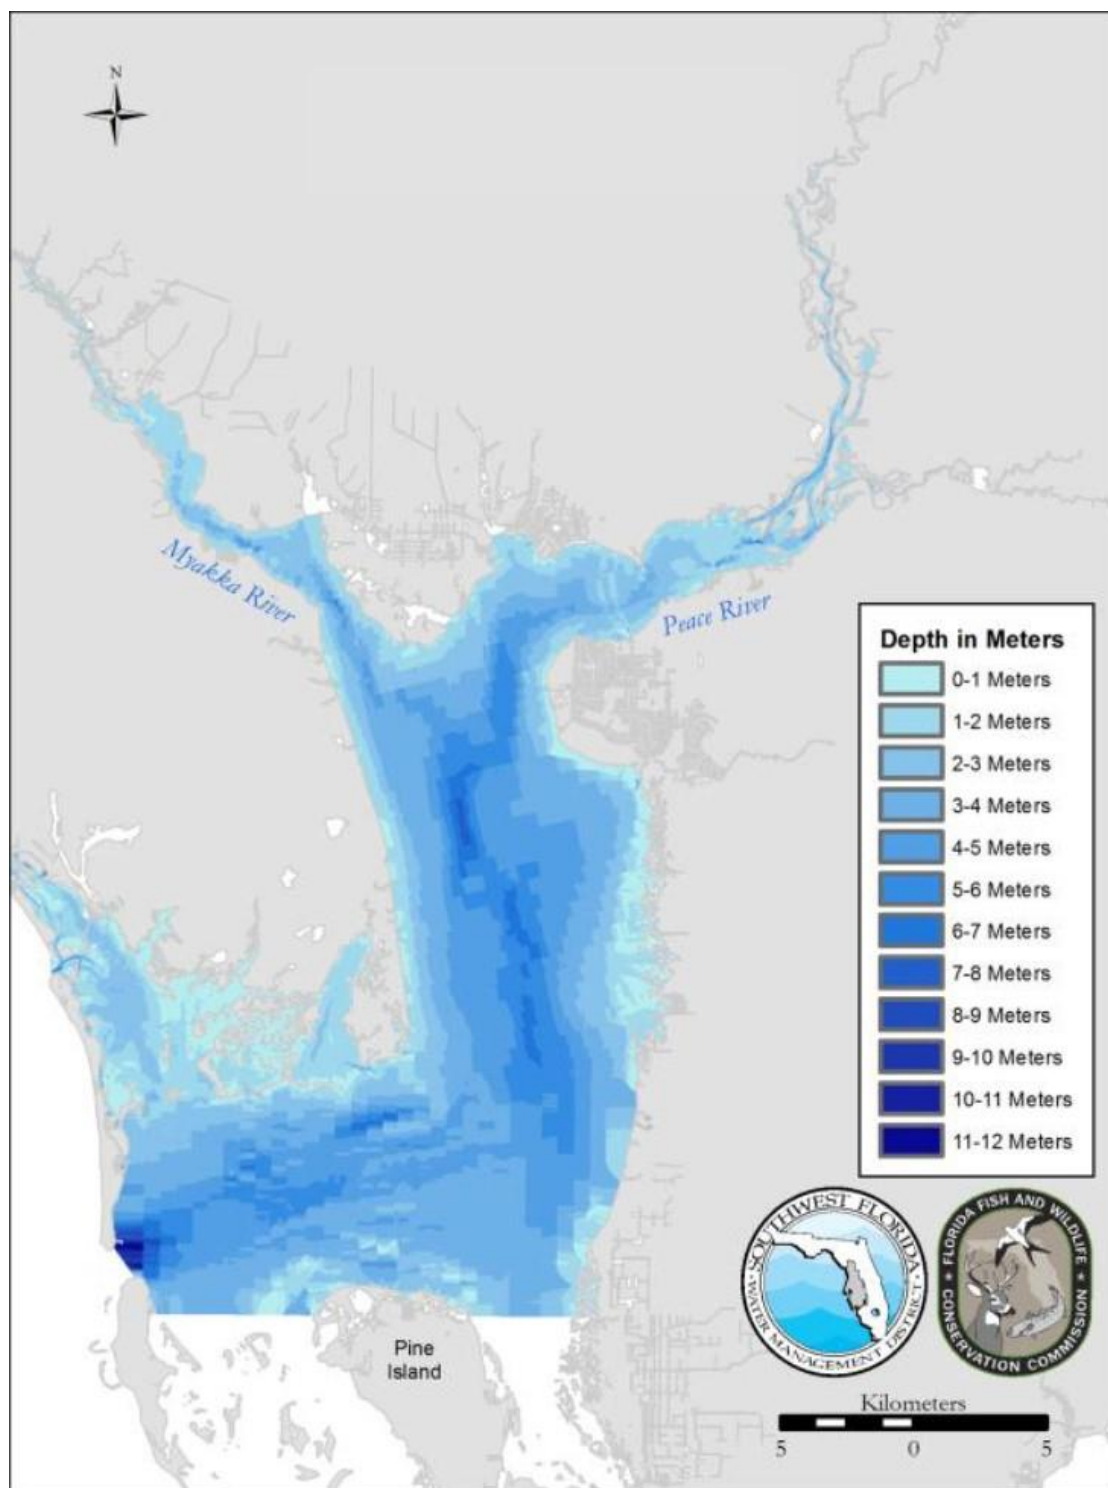 N
Myakka River
Peace River
Depth in Meters
0-1 Meters
1-2 Meters
2-3 Meters
3-4 Meters
4-5 Meters
5-6 Meters
6-7 Meters
7-8 Meters
8-9 Meters
9-10 Meters
10-11 Meters
11-12 Meters
SOUTHWEST FLORIDA
WATER MANAGEMENT DISTRICT
FLORIDA FISH AND WILDLIFE
CONSERVATION COMMISSION
Pine
Island
Kilometers
5 0 5